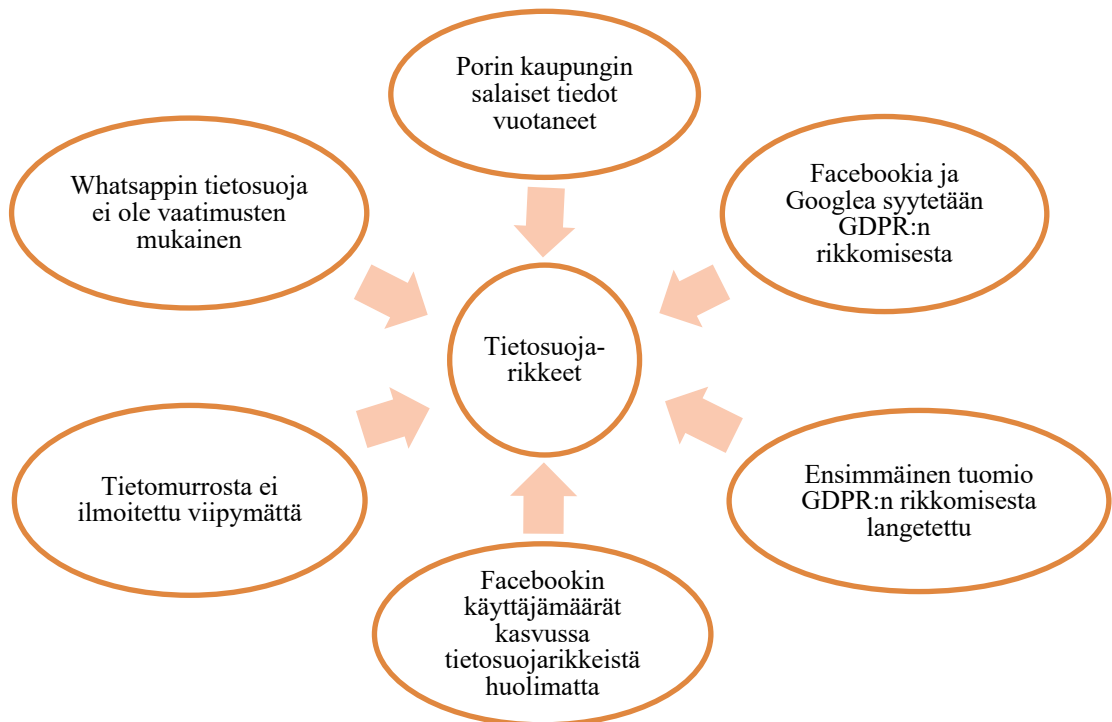 Porin kaupungin
salaiset tiedot
vuotaneet
Facebookia ja
Googlea syytetään
GDPR:n
rikkomisesta
Ensimmäinen tuomio
GDPR:n rikkomisesta
langetettu
Facebookin
käyttäjämäärät
kasvussa
tietosuojarikkeistä
huolimatta
Tietomurrosta ei
ilmoitettu viipymättä
Whatsappin tietosuoja
ei ole vaatimusten
mukainen
Tietosuoja-
rikkeet